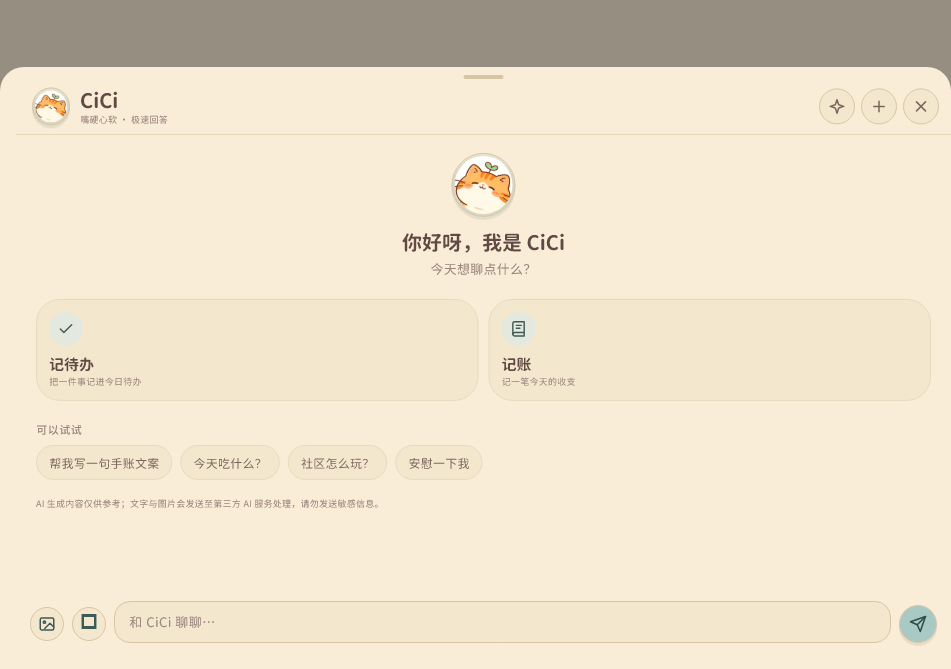 CiCi
嘴硬心软 · 极速回答
你好呀，我是 CiCi
今天想聊点什么？
记待办
把一件事记进今日待办
记账
记一笔今天的收支
可以试试
帮我写一句手账文案
今天吃什么？
社区怎么玩？
安慰一下我
AI 生成内容仅供参考；文字与图片会发送至第三方 AI 服务处理，请勿发送敏感信息。
和 CiCi 聊聊…